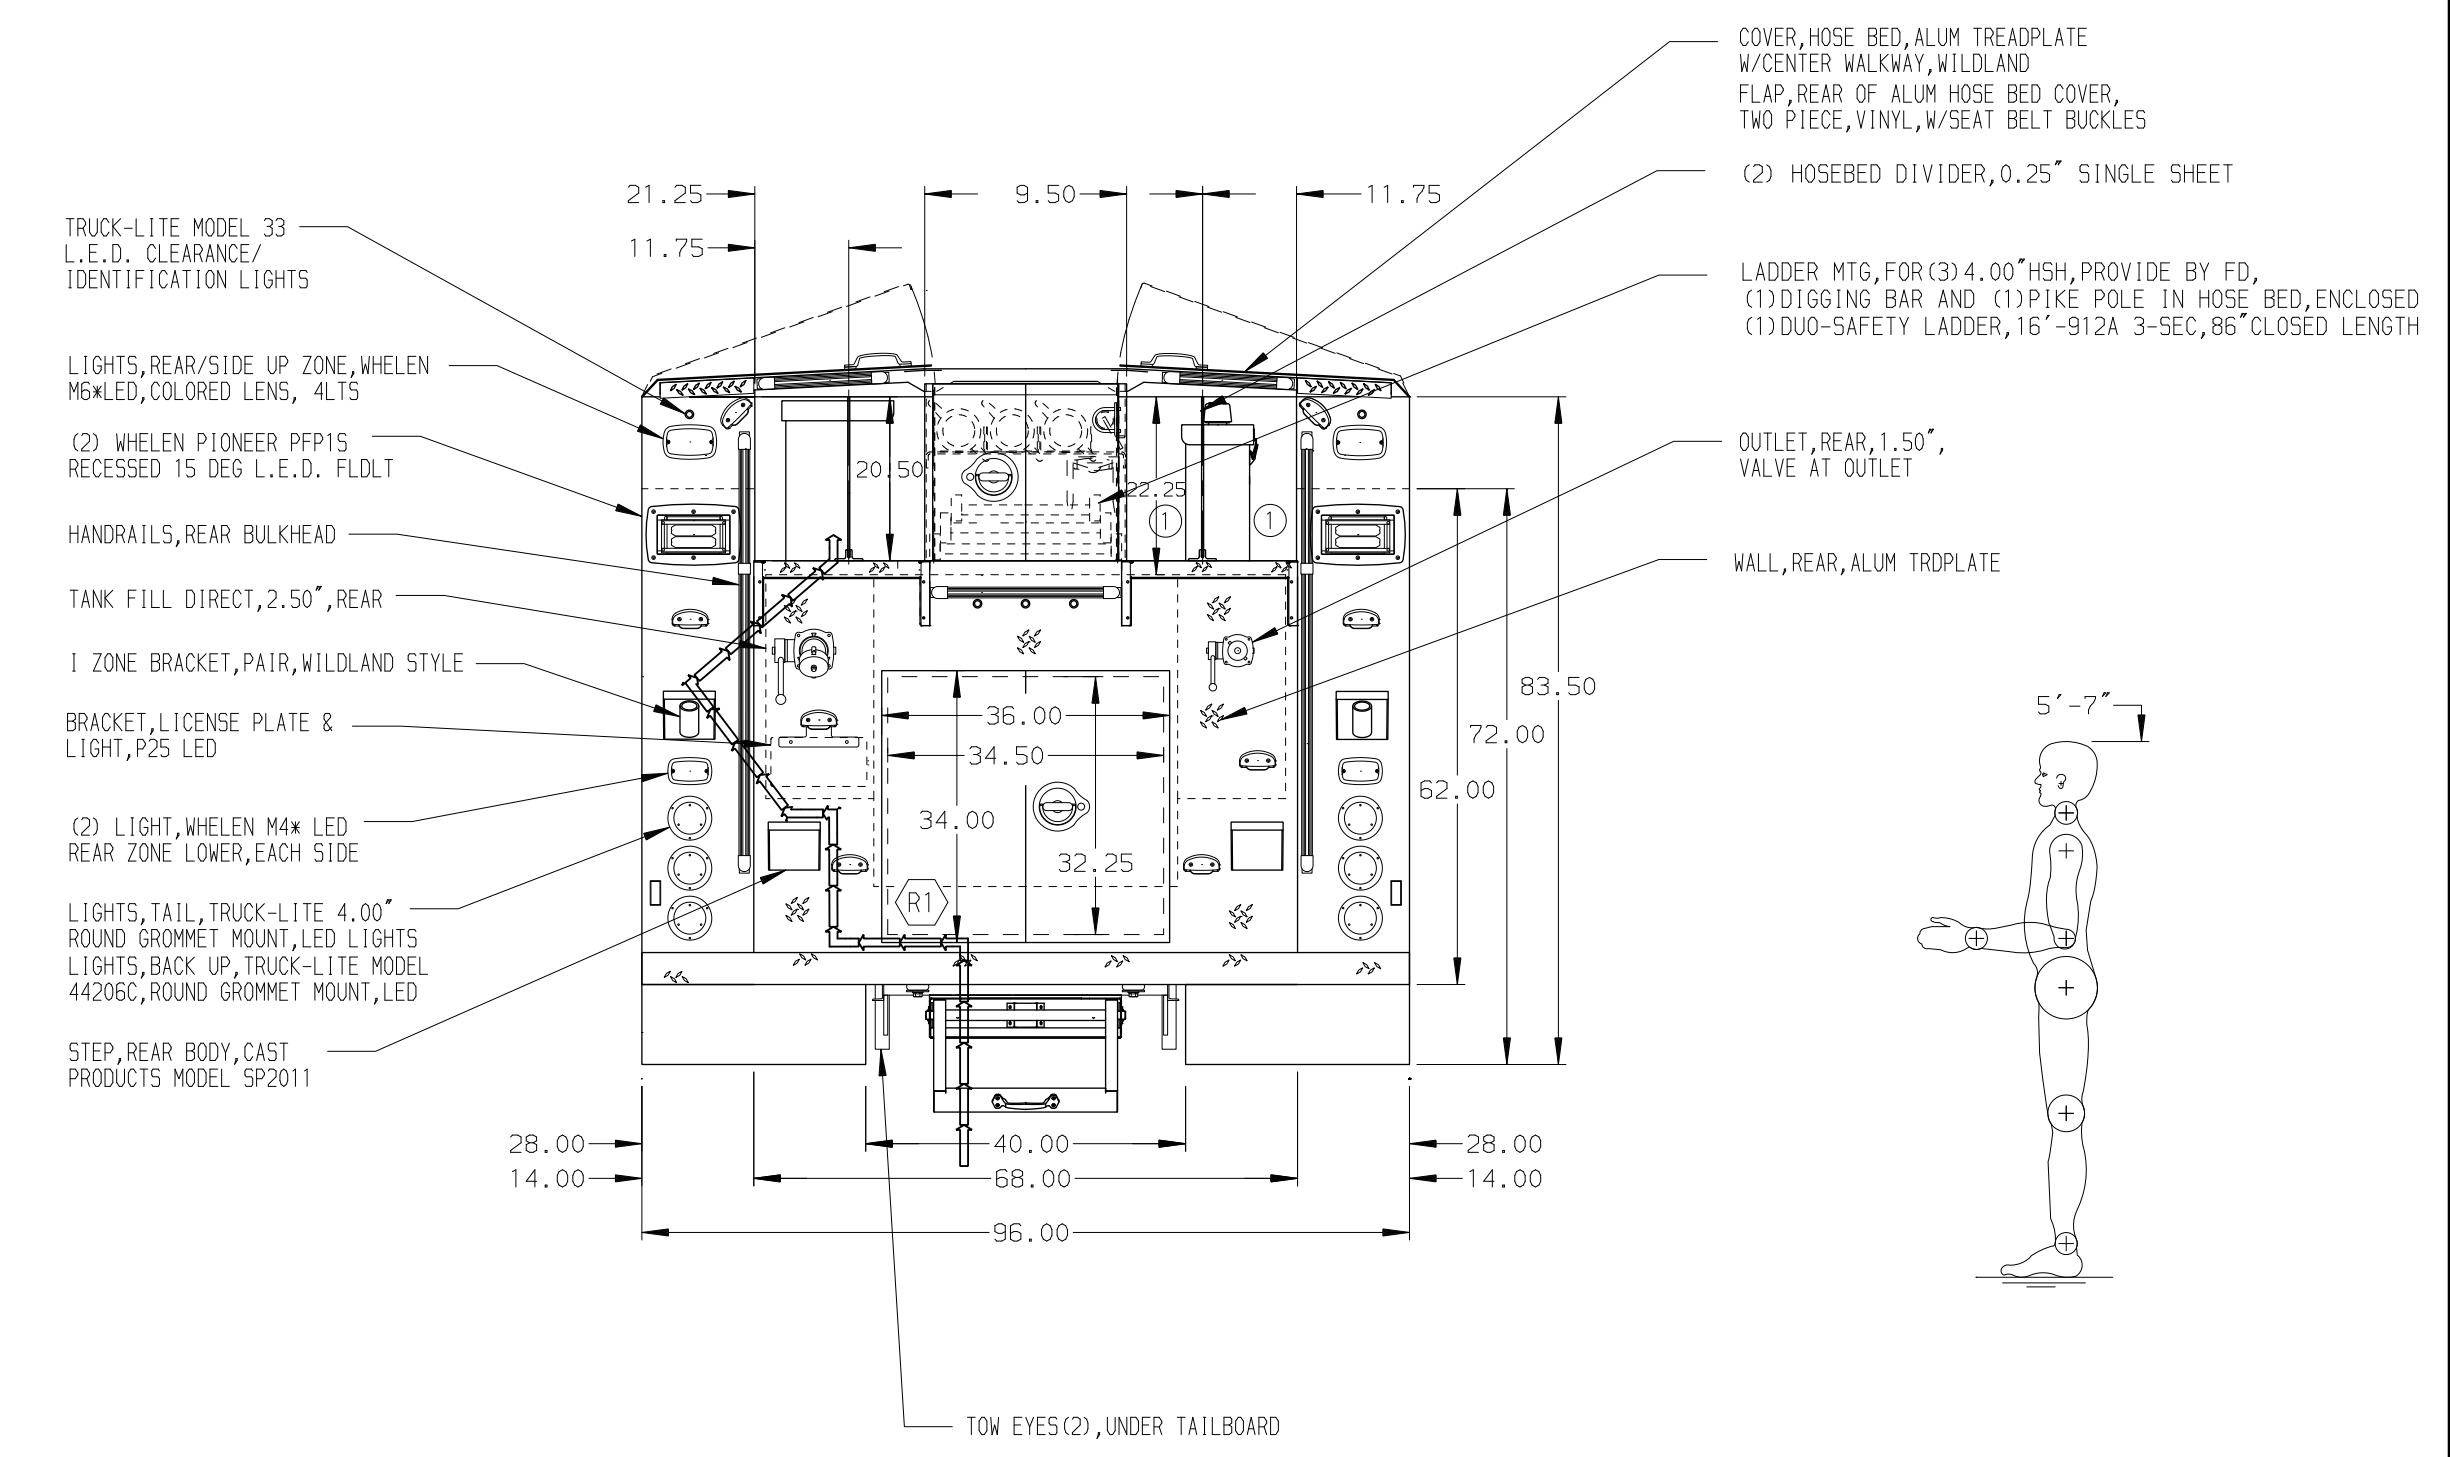 COVER,HOSE BED,ALUM TREADPLATE
W/CENTER WALKWAY,WILDLAND
FLAP,REAR OF ALUM HOSE BED COVER,
TWO PIECE,VINYL,W/SEAT BELT BUCKLES
(2) HOSEBED DIVIDER,0.25" SINGLE SHEET
LADDER MTG,FOR(3)4.00"HSH,PROVIDE BY FD,
(1)DIGGING BAR AND (1)PIKE POLE IN HOSE BED,ENCLOSED
(1)DUO-SAFETY LADDER,16'-912A 3-SEC,86"CLOSED LENGTH
OUTLET,REAR,1.50",
VALVE AT OUTLET
WALL,REAR,ALUM TRDPLATE
TRUCK-LITE MODEL 33
L.E.D. CLEARANCE/
IDENTIFICATION LIGHTS
LIGHTS,REAR/SIDE UP ZONE,WHELEN
M6*LED,COLORED LENS, 4LTS
(2) WHELEN PIONEER PFP1S
RECESSED 15 DEG L.E.D. FLDLT
HANDRAILS,REAR BULKHEAD
TANK FILL DIRECT,2.50",REAR
I ZONE BRACKET,PAIR,WILDLAND STYLE
BRACKET,LICENSE PLATE &
LIGHT,P25 LED
(2) LIGHT,WHELEN M4* LED
REAR ZONE LOWER,EACH SIDE
LIGHTS,TAIL,TRUCK-LITE 4.00"
ROUND GROMMET MOUNT,LED LIGHTS
LIGHTS,BACK UP,TRUCK-LITE MODEL
44206C,ROUND GROMMET MOUNT,LED
STEP,REAR BODY,CAST
PRODUCTS MODEL SP2011
21.25
9.50
11.75
11.75
20.50
22.25
1
1
36.00
34.50
34.00
32.25
R1
83.50
72.00
62.00
5'-7"
28.00
40.00
28.00
14.00
68.00
14.00
96.00
TOW EYES(2),UNDER TAILBOARD